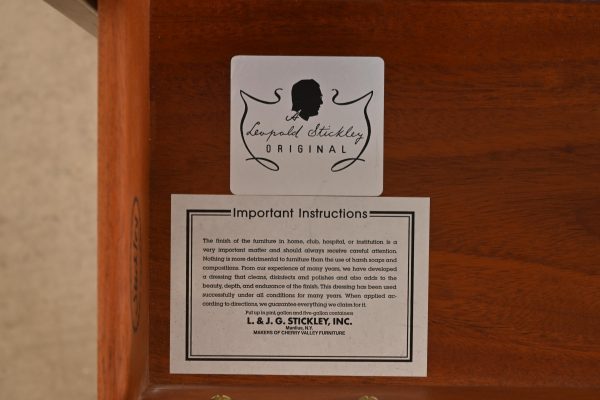 A
Leopold Stickley
ORIGINAL
Important Instructions
The finish of the furniture in home, club, hospital, or institution is a
very important matter and should always receive careful attention.
Nothing is more detrimental to furniture than the use of harsh soaps and
compositions. From our experience of many years, we have developed
a dressing that cleans, disinfects and polishes and also adds to the
beauty, depth, and endurance of the finish. This dressing has been used
successfully under all conditions for many years. When applied ac-
cording to directions, we guarantee everything we claim for it.
Put up in pint, gallon and five-gallon containers
L. & J. G. STICKLEY, INC.
Manlius, N.Y.
MAKERS OF CHERRY VALLEY FURNITURE
Stickley